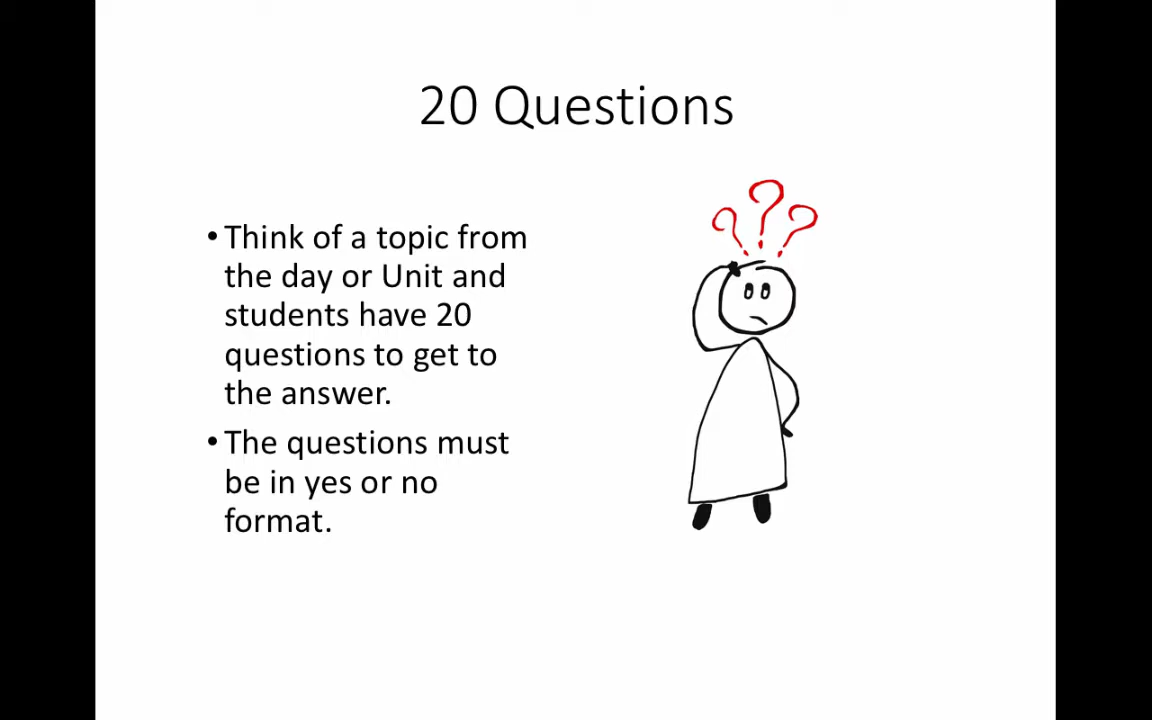 20 Questions
• Think of a topic from
the day or Unit and
students have 20
questions to get to
the answer.
• The questions must
be in yes or no
format.
???